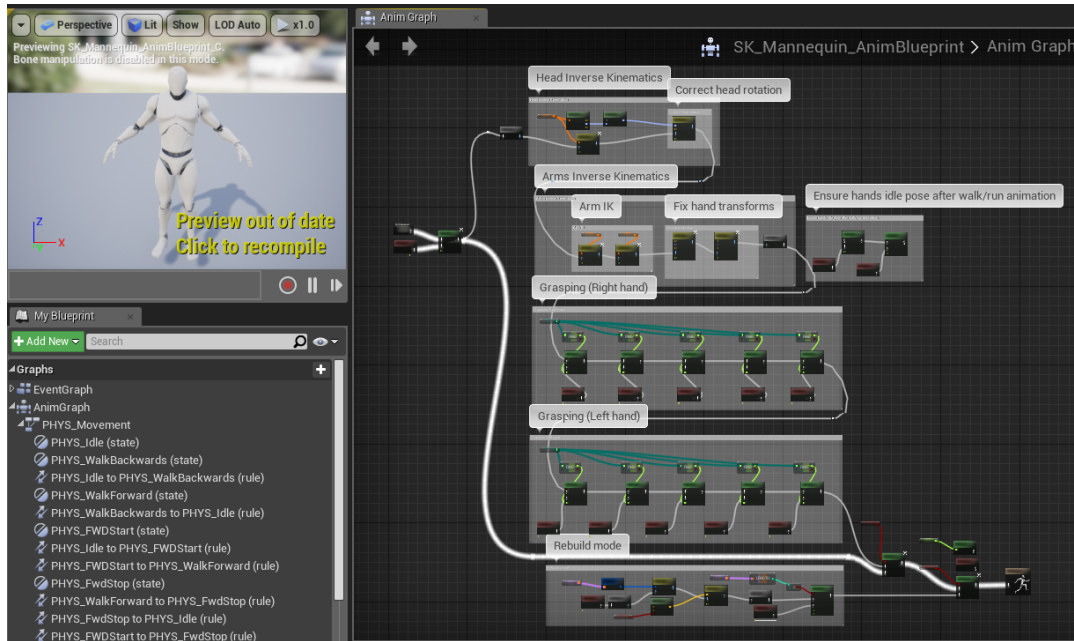 Perspective
Lit
Show
LOD Auto
x1.0
Previewing SK_Mannequin_AnimBlueprint_C.
Bone manipulation is disabled in this mode.
Z
X
Preview out of date
Click to recompile
My Blueprint
Add New
Search
Graphs
EventGraph
AnimGraph
PHYS_Movement
PHYS_Idle (state)
PHYS_WalkBackwards (state)
PHYS_Idle to PHYS_WalkBackwards (rule)
PHYS_WalkForward (state)
PHYS_WalkBackwards to PHYS_Idle (rule)
PHYS_FWDStart (state)
PHYS_Idle to PHYS_FWDStart (rule)
PHYS_FWDStart to PHYS_WalkForward (rule)
PHYS_FwdStop (state)
PHYS_WalkForward to PHYS_FwdStop (rule)
PHYS_FwdStop to PHYS_Idle (rule)
PHYS_FWDStart to PHYS_FwdStop (rule)
Anim Graph
SK_Mannequin_AnimBlueprint > Anim Graph
Head Inverse Kinematics
Correct head rotation
Arms Inverse Kinematics
Arm IK
Fix hand transforms
Ensure hands idle pose after walk/run animation
Grasping (Right hand)
Grasping (Left hand)
Rebuild mode